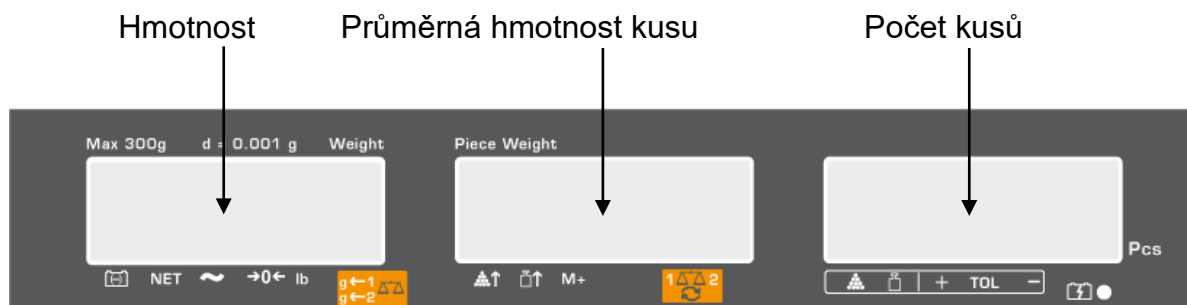 Hmotnost Průměrná hmotnost kusu Počet kusů
Max 300g d = 0.001 g Weight Piece Weight
Pcs
NET ~ →0← lb g←1 M+ 1 2 + TOL −
g←2